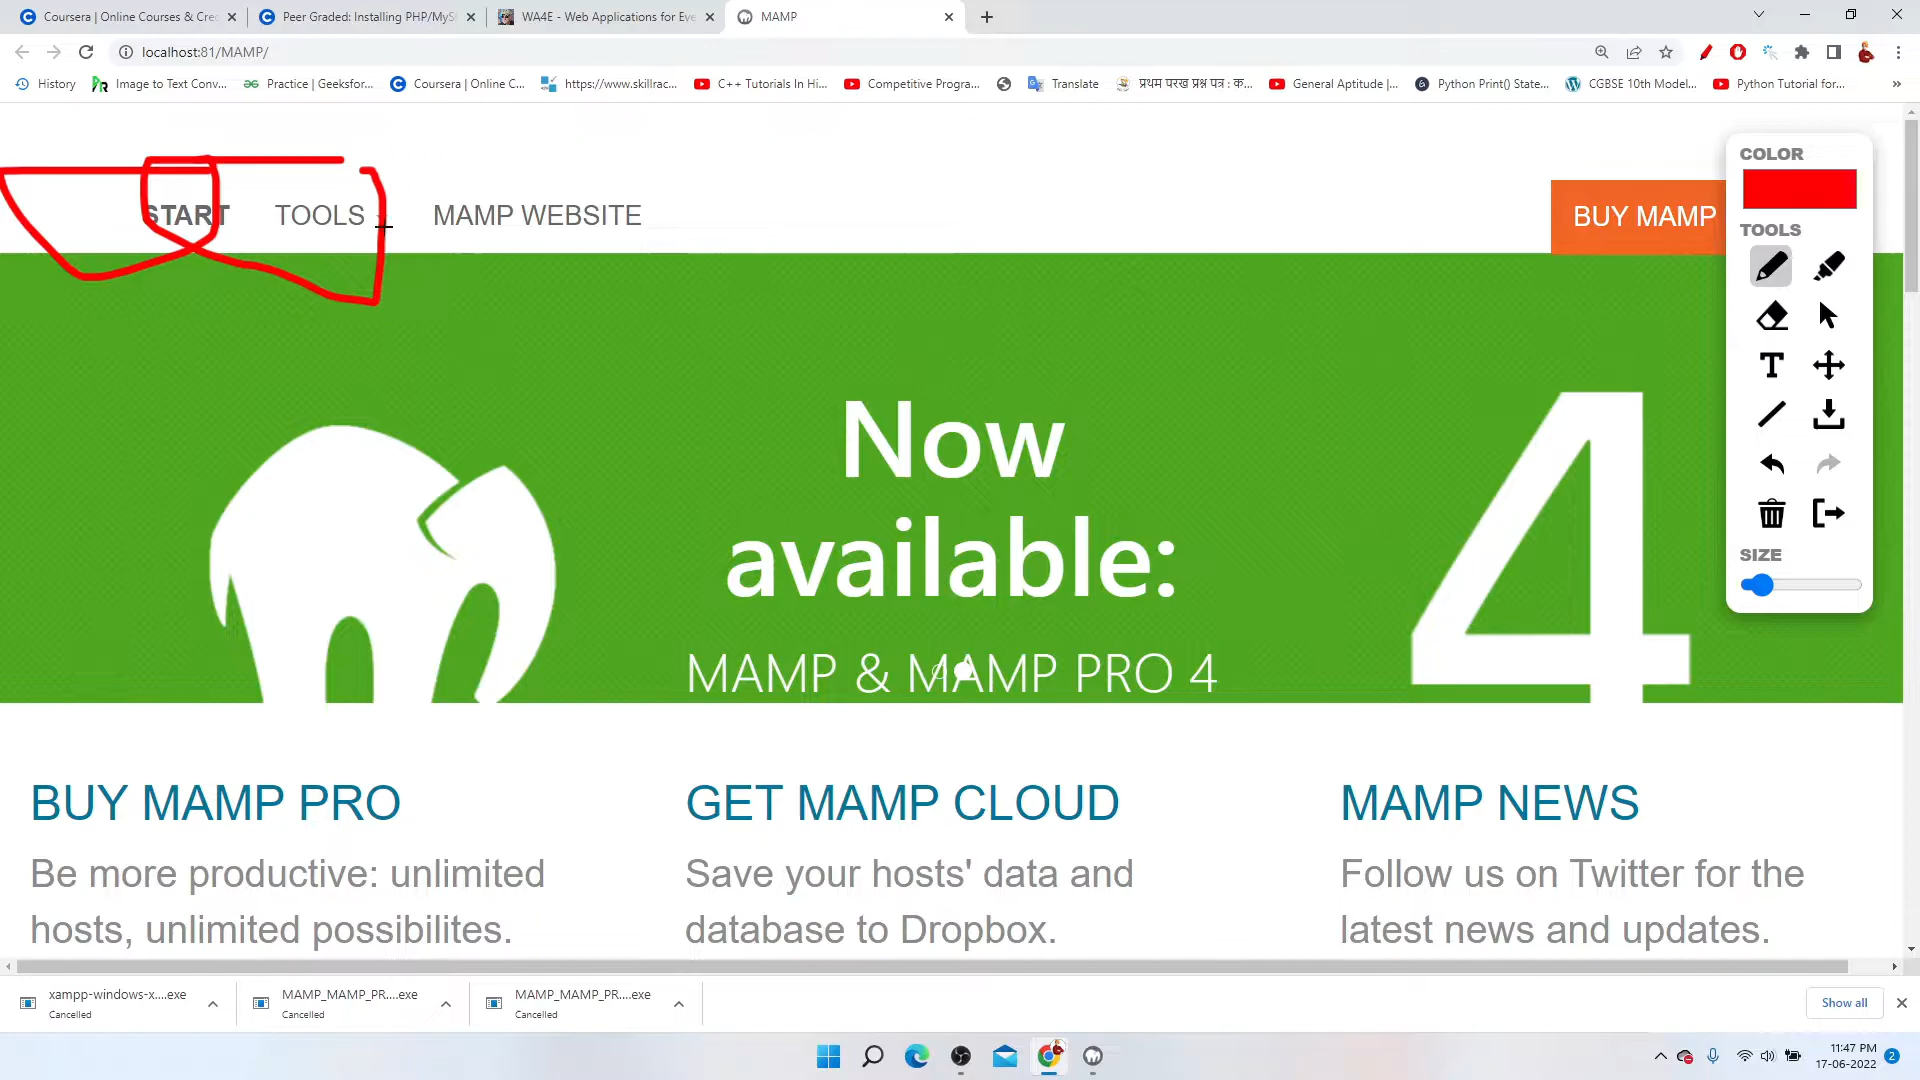 Coursera | Online Courses & Cred
Peer Graded: Installing PHP/MyS
WA4E - Web Applications for Eve
MAMP
localhost:81/MAMP/
History
Image to Text Conv...
Practice | Geeksfor...
Coursera | Online C...
https://www.skillrac...
C++ Tutorials In Hi...
Competitive Progra...
Translate
प्रथम परख प्रश्न पत्र : क...
General Aptitude |...
Python Print() State...
CGBSE 10th Model...
Python Tutorial for...
»
START
TOOLS
MAMP WEBSITE
BUY MAMP
COLOR
TOOLS
T
SIZE
Now
available:
MAMP & MAMP PRO 4
4
BUY MAMP PRO
Be more productive: unlimited
hosts, unlimited possibilites.
GET MAMP CLOUD
Save your hosts' data and
database to Dropbox.
MAMP NEWS
Follow us on Twitter for the
latest news and updates.
xampp-windows-x....exe
Cancelled
MAMP_MAMP_PR....exe
Cancelled
MAMP_MAMP_PR....exe
Cancelled
Show all
11:47 PM
17-06-2022
2